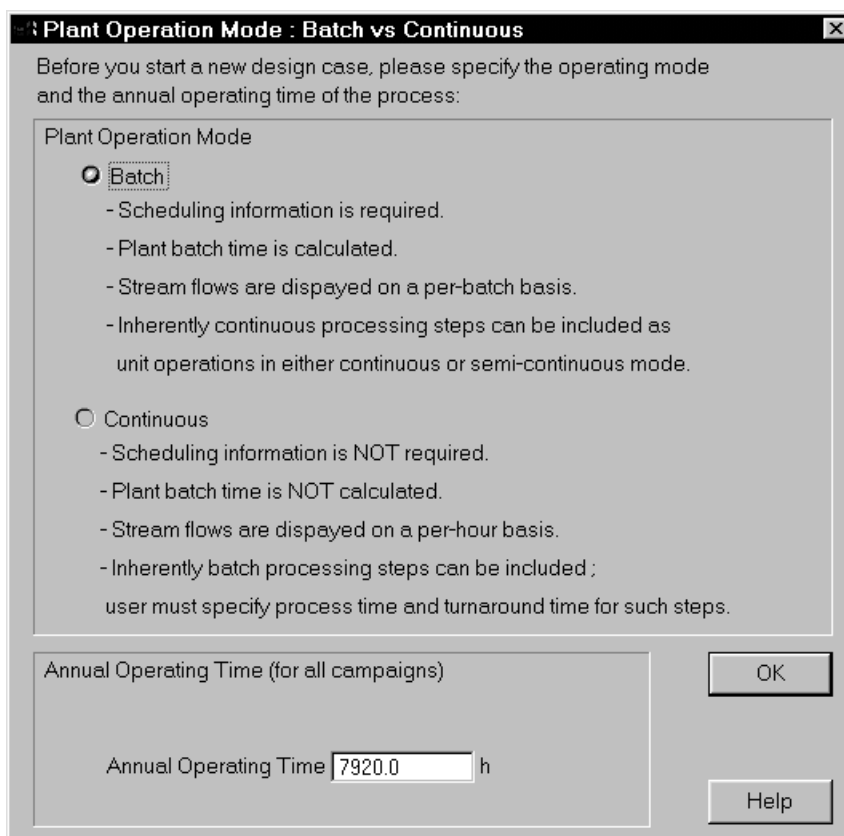 Plant Operation Mode : Batch vs Continuous
Before you start a new design case, please specify the operating mode
and the annual operating time of the process:
Plant Operation Mode
Batch
- Scheduling information is required.
- Plant batch time is calculated.
- Stream flows are dispayed on a per-batch basis.
- Inherently continuous processing steps can be included as
unit operations in either continuous or semi-continuous mode.
Continuous
- Scheduling information is NOT required.
- Plant batch time is NOT calculated.
- Stream flows are dispayed on a per-hour basis.
- Inherently batch processing steps can be included ;
user must specify process time and turnaround time for such steps.
Annual Operating Time (for all campaigns)
OK
Annual Operating Time 7920.0 h
Help